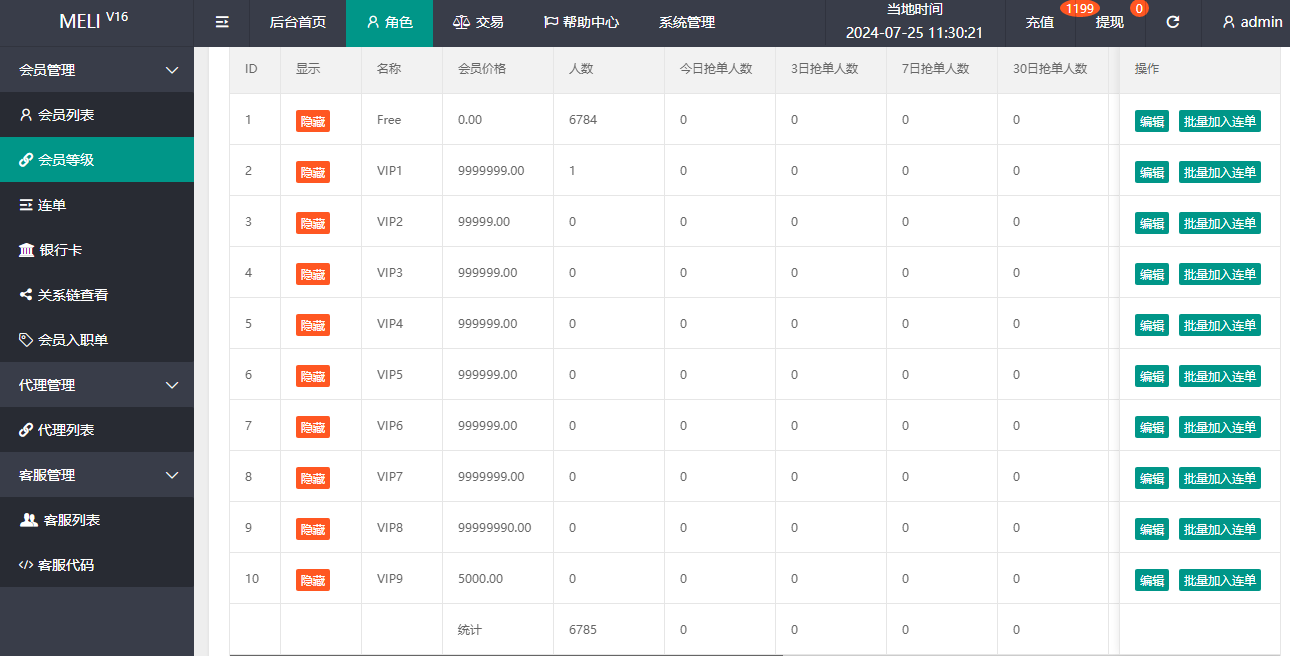 MELI V16
后台首页
角色
交易
帮助中心
系统管理
当地时间
2024-07-25 11:30:21
充值 1199
提现 0
admin
会员管理
会员列表
会员等级
连单
银行卡
关系链查看
会员入职单
代理管理
代理列表
客服管理
客服列表
客服代码
ID 显示 名称 会员价格 人数 今日抢单人数 3日抢单人数 7日抢单人数 30日抢单人数 操作
1 隐藏 Free 0.00 6784 0 0 0 0 编辑 批量加入连单
2 隐藏 VIP1 9999999.00 1 0 0 0 0 编辑 批量加入连单
3 隐藏 VIP2 99999.00 0 0 0 0 0 编辑 批量加入连单
4 隐藏 VIP3 999999.00 0 0 0 0 0 编辑 批量加入连单
5 隐藏 VIP4 999999.00 0 0 0 0 0 编辑 批量加入连单
6 隐藏 VIP5 999999.00 0 0 0 0 0 编辑 批量加入连单
7 隐藏 VIP6 999999.00 0 0 0 0 0 编辑 批量加入连单
8 隐藏 VIP7 9999999.00 0 0 0 0 0 编辑 批量加入连单
9 隐藏 VIP8 99999990.00 0 0 0 0 0 编辑 批量加入连单
10 隐藏 VIP9 5000.00 0 0 0 0 0 编辑 批量加入连单
统计 6785 0 0 0 0